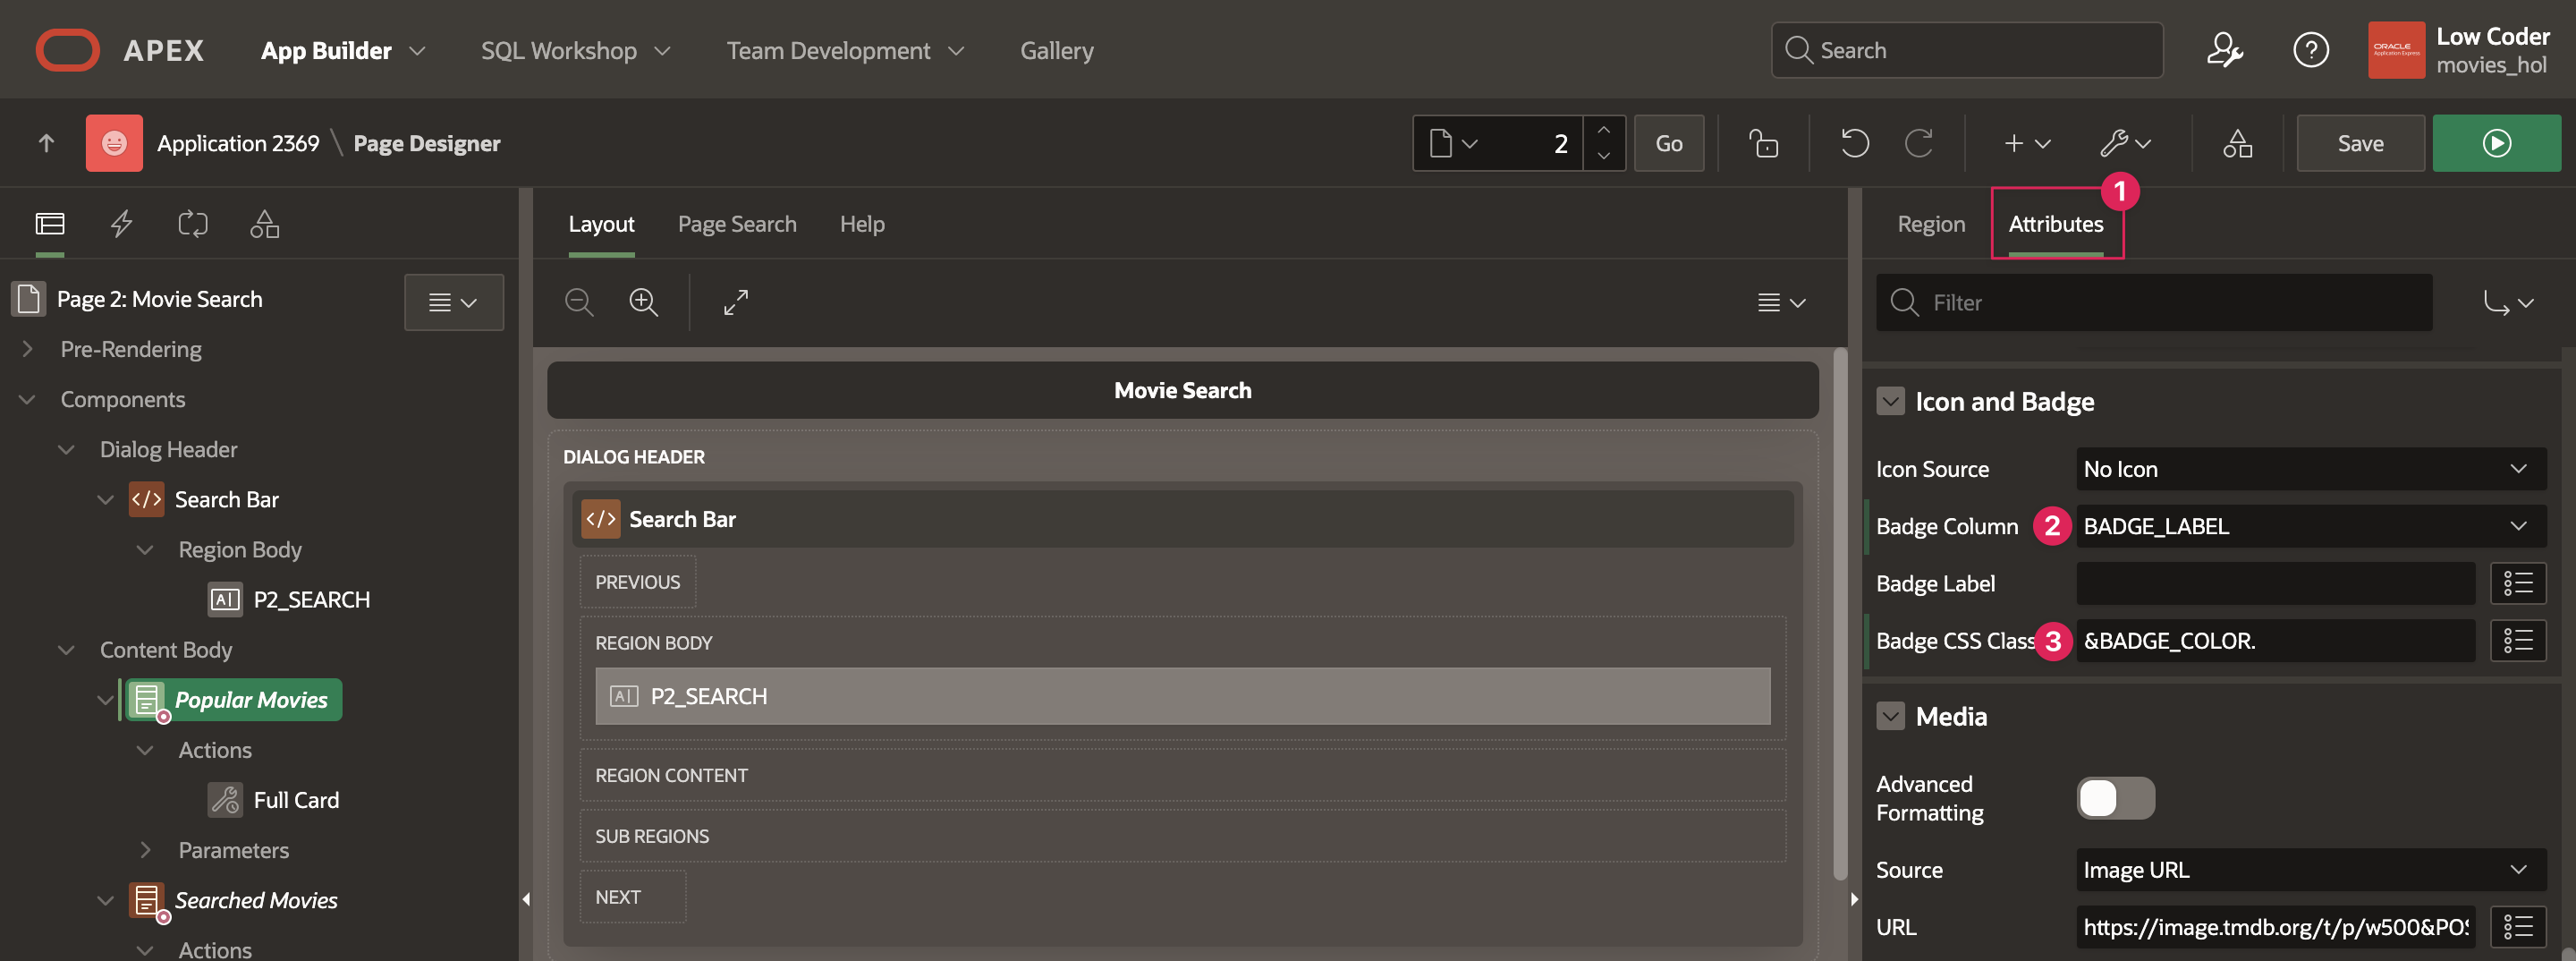 APEX App Builder SQL Workshop Team Development Gallery Search Low Coder
movies_hol
Application 2369 \ Page Designer 2 Go Save
1
Layout Page Search Help Region Attributes
Page 2: Movie Search
Filter
Pre-Rendering
Components
Dialog Header
Search Bar
Region Body
P2_SEARCH
Content Body
Popular Movies
Actions
Full Card
Parameters
Searched Movies
Actions
Movie Search
DIALOG HEADER
Search Bar
PREVIOUS
REGION BODY
P2_SEARCH
REGION CONTENT
SUB REGIONS
NEXT
Icon and Badge
Icon Source No Icon
Badge Column 2 BADGE_LABEL
Badge Label
Badge CSS Class 3 &BADGE_COLOR.
Media
Advanced
Formatting
Source Image URL
URL https://image.tmdb.org/t/p/w500&POS